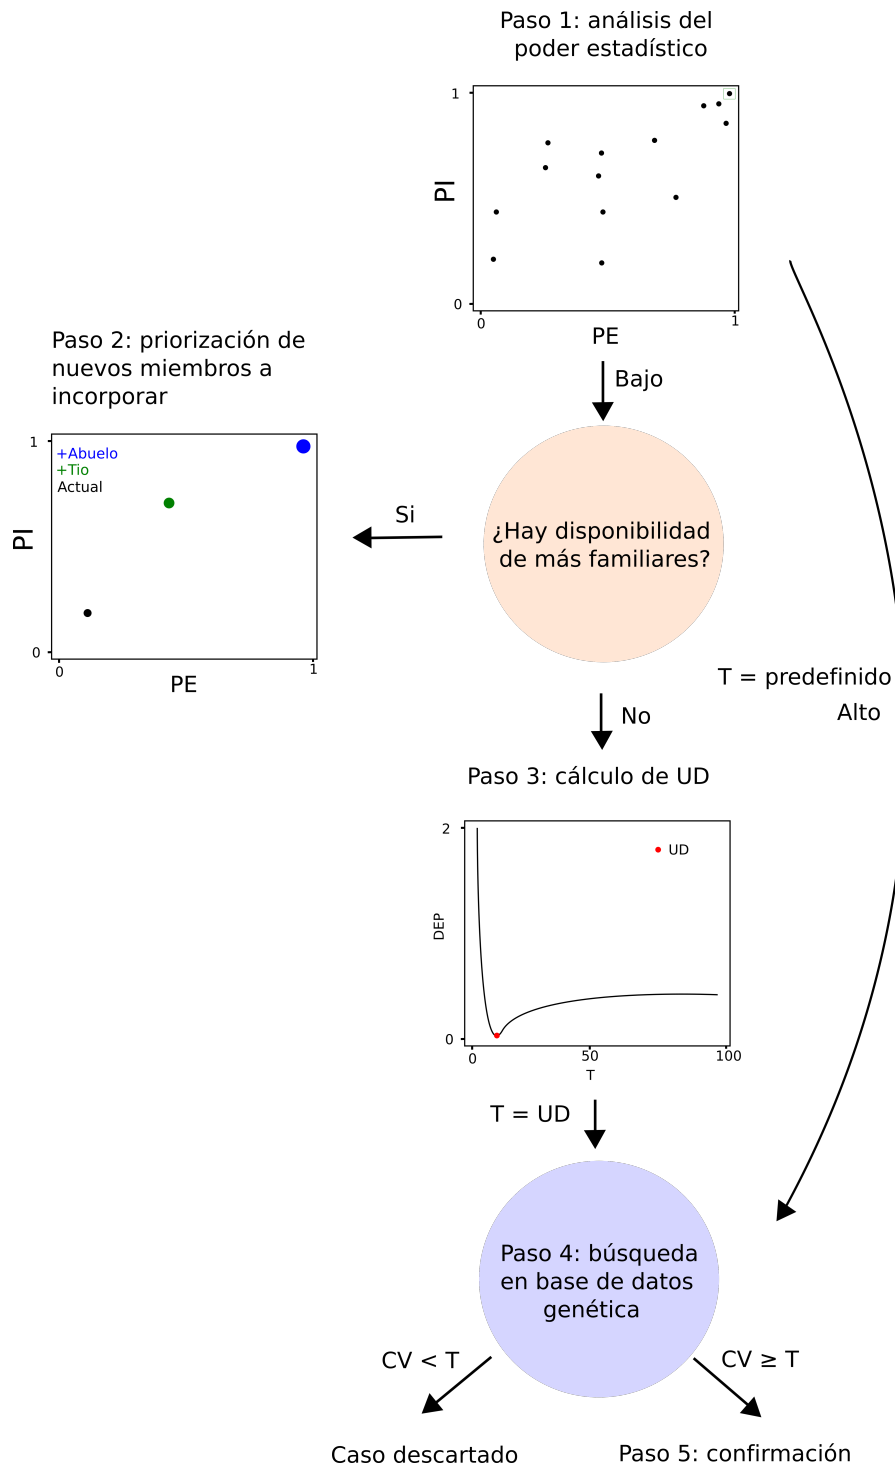 Paso 1: análisis del
poder estadístico
1
PI
0
0
1
PE
Bajo
Paso 2: priorización de
nuevos miembros a
incorporar
1
+Abuelo
+Tio
Actual
PI
0
0
1
PE
Si
¿Hay disponibilidad
de más familiares?
T = predefinido
Alto
No
Paso 3: cálculo de UD
2
UD
DEP
0
0
50
100
T
T = UD
Paso 4: búsqueda
en base de datos
genética
CV < T
CV ≥ T
Caso descartado
Paso 5: confirmación